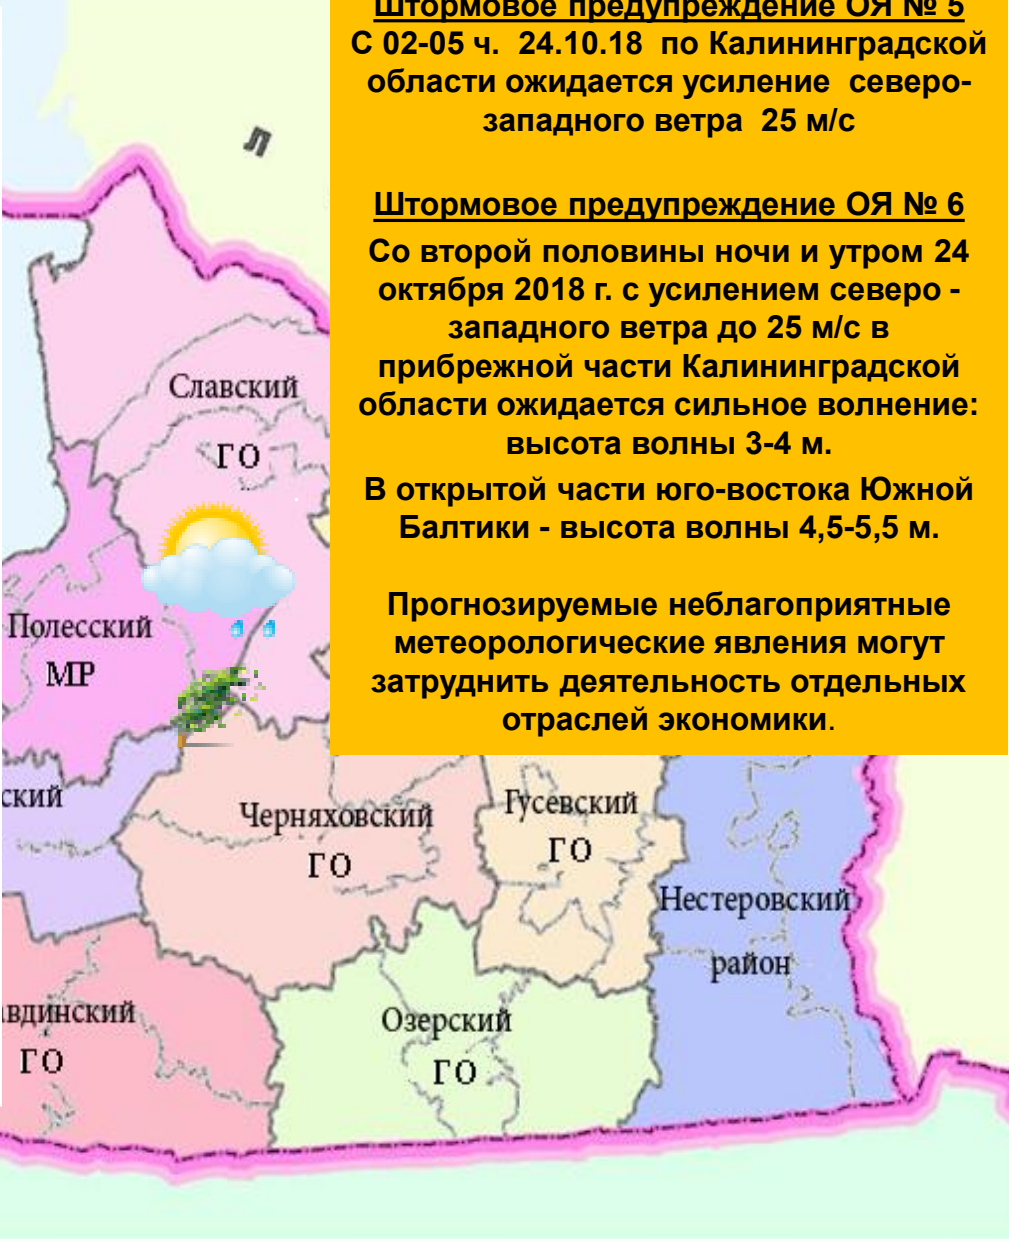 Штормовое предупреждение ОЯ № 5
С 02-05 ч. 24.10.18 по Калининградской
области ожидается усиление северо-
западного ветра 25 м/с
Штормовое предупреждение ОЯ № 6
Со второй половины ночи и утром 24
октября 2018 г. с усилением северо -
западного ветра до 25 м/с в
прибрежной части Калининградской
области ожидается сильное волнение:
высота волны 3-4 м.
В открытой части юго-востока Южной
Балтики - высота волны 4,5-5,5 м.
Прогнозируемые неблагоприятные
метеорологические явления могут
затруднить деятельность отдельных
отраслей экономики.
Л
Славский
ГО
Полесский
МР
ский
Черняховский
ГО
Гусевский
ГО
Нестеровский
район
авдинский
ГО
Озерский
ГО